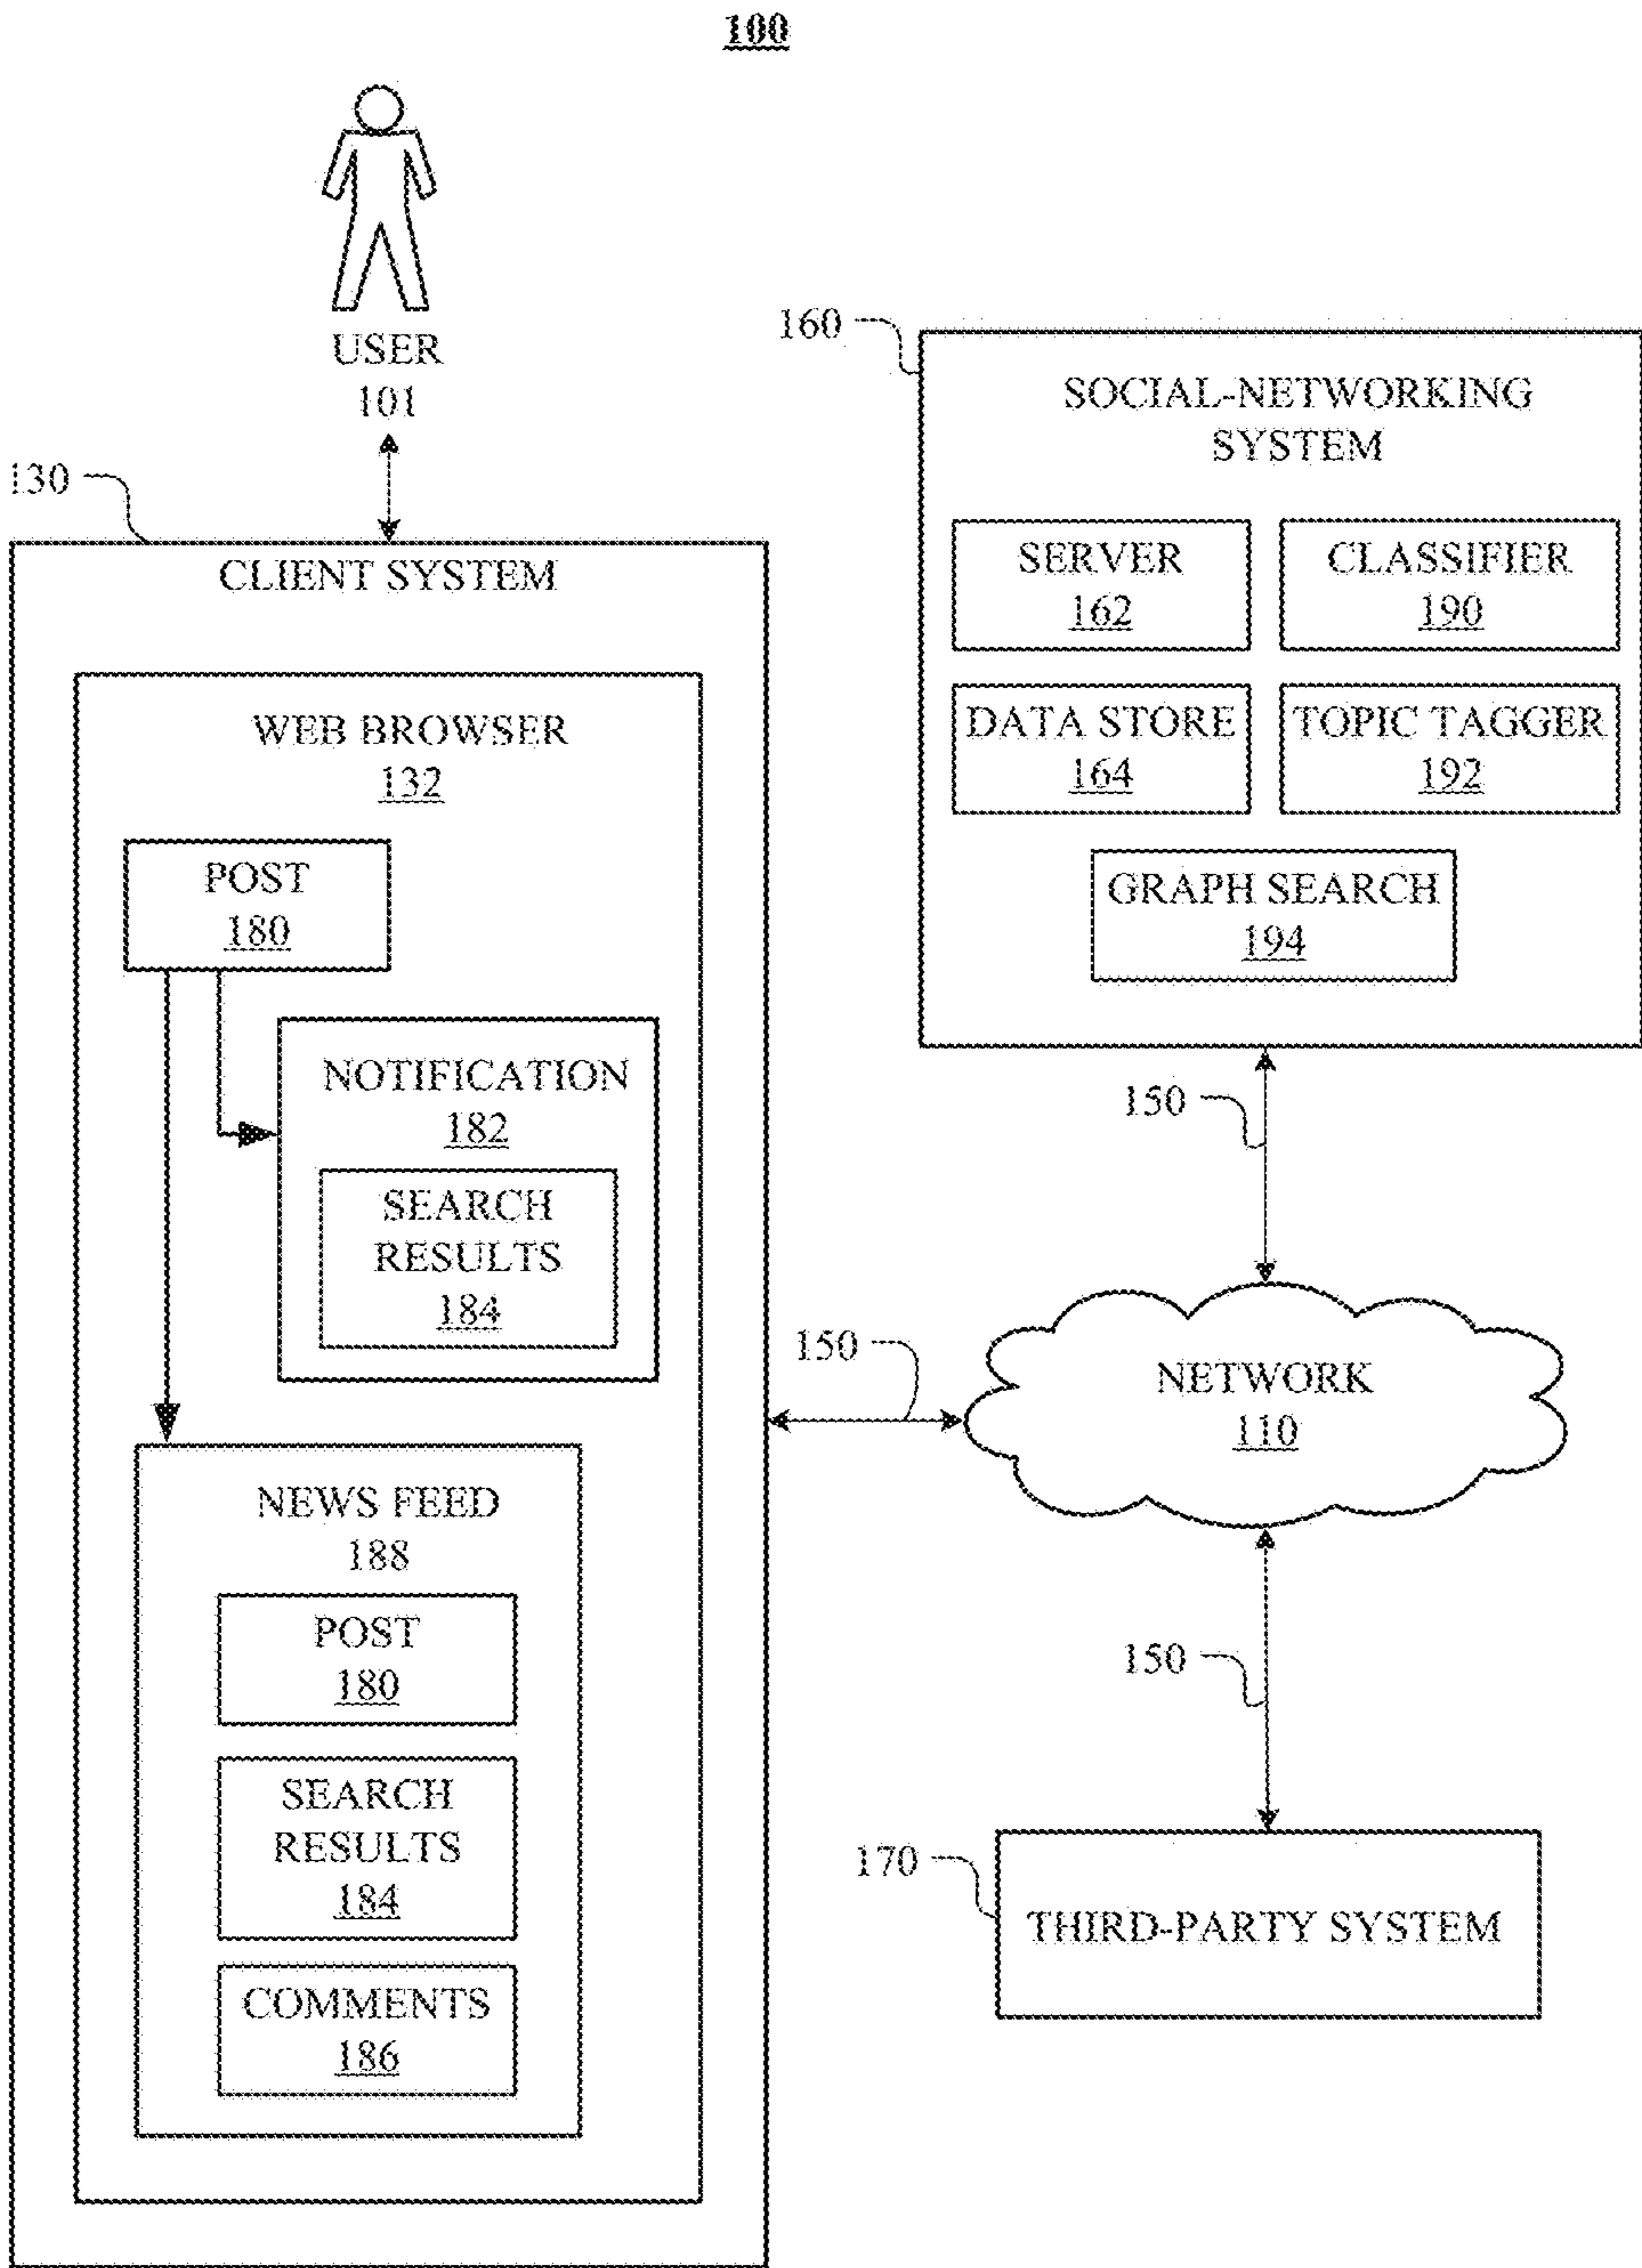 100
USER
101
130
CLIENT SYSTEM
WEB BROWSER
132
POST
180
NOTIFICATION
182
SEARCH
RESULTS
184
NEWS FEED
188
POST
180
SEARCH
RESULTS
184
COMMENTS
186
160
SOCIAL-NETWORKING
SYSTEM
SERVER
162
CLASSIFIER
190
DATA STORE
164
TOPIC TAGGER
192
GRAPH SEARCH
194
150
150
NETWORK
110
150
170
THIRD-PARTY SYSTEM